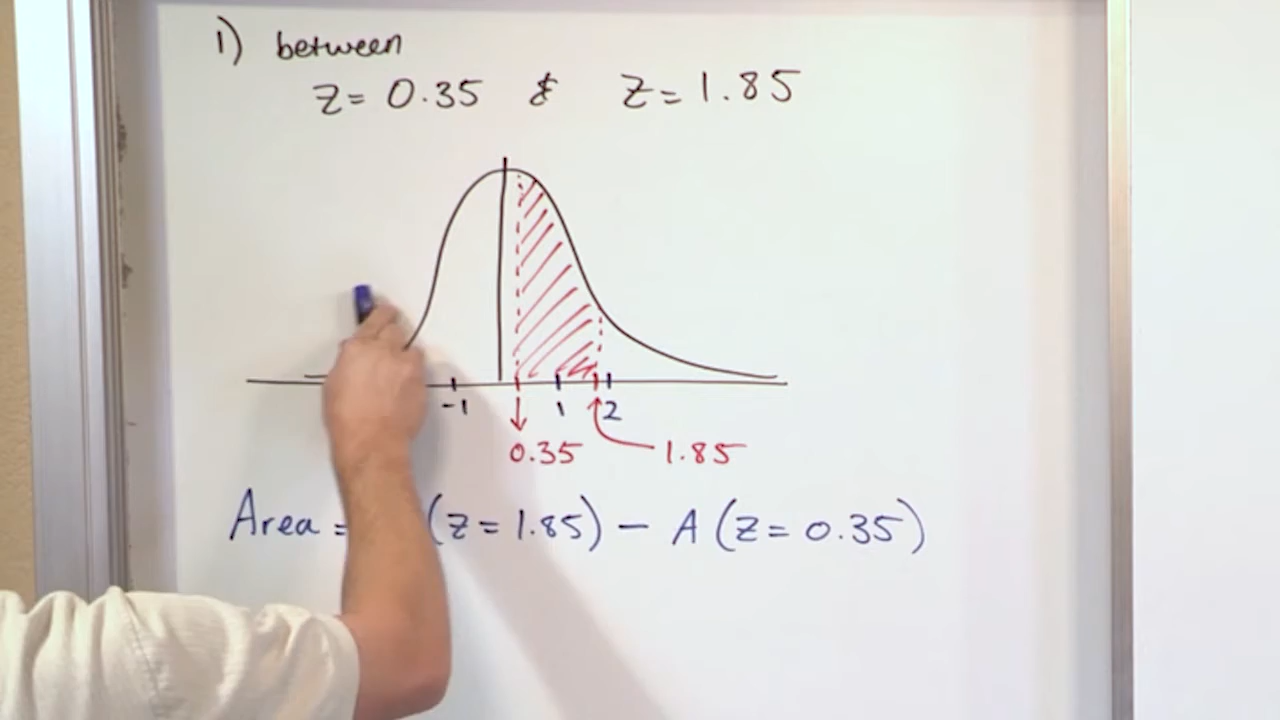 1) between
Z= 0.35 & Z=1.85
-1 1 2
0.35 1.85
Area = (Z=1.85) - A (Z=0.35)